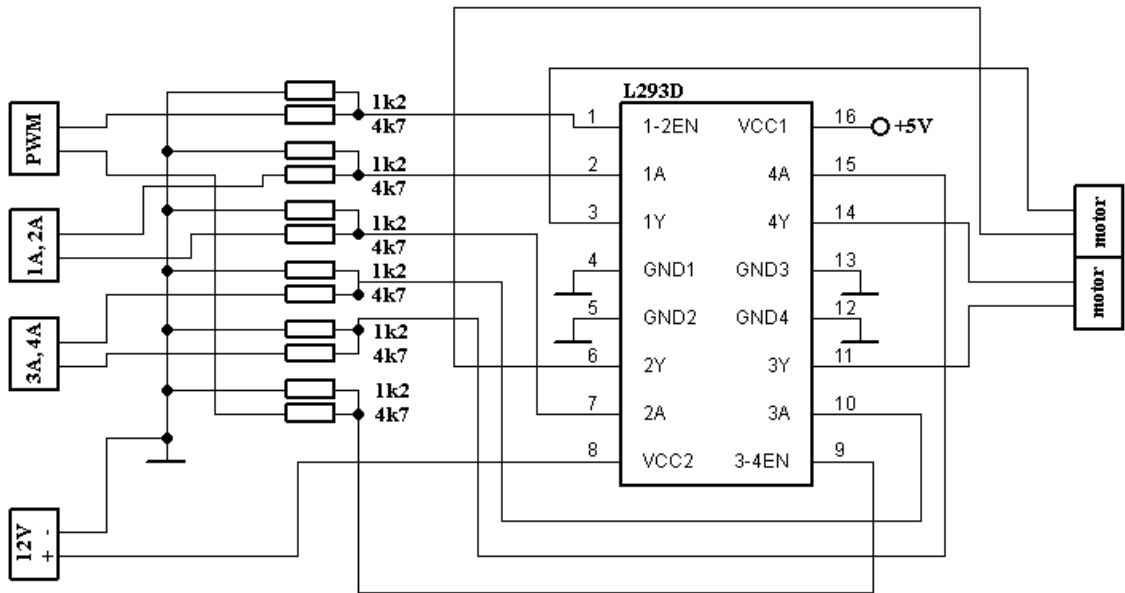 L293D
PWM
1A, 2A
3A, 4A
12V
+ -
1k2
4k7
1k2
4k7
1k2
4k7
1k2
4k7
1k2
4k7
1k2
4k7
1 1-2EN VCC1 16 +5V
2 1A 4A 15
3 1Y 4Y 14
4 GND1 GND3 13
5 GND2 GND4 12
6 2Y 3Y 11
7 2A 3A 10
8 VCC2 3-4EN 9
motor
motor